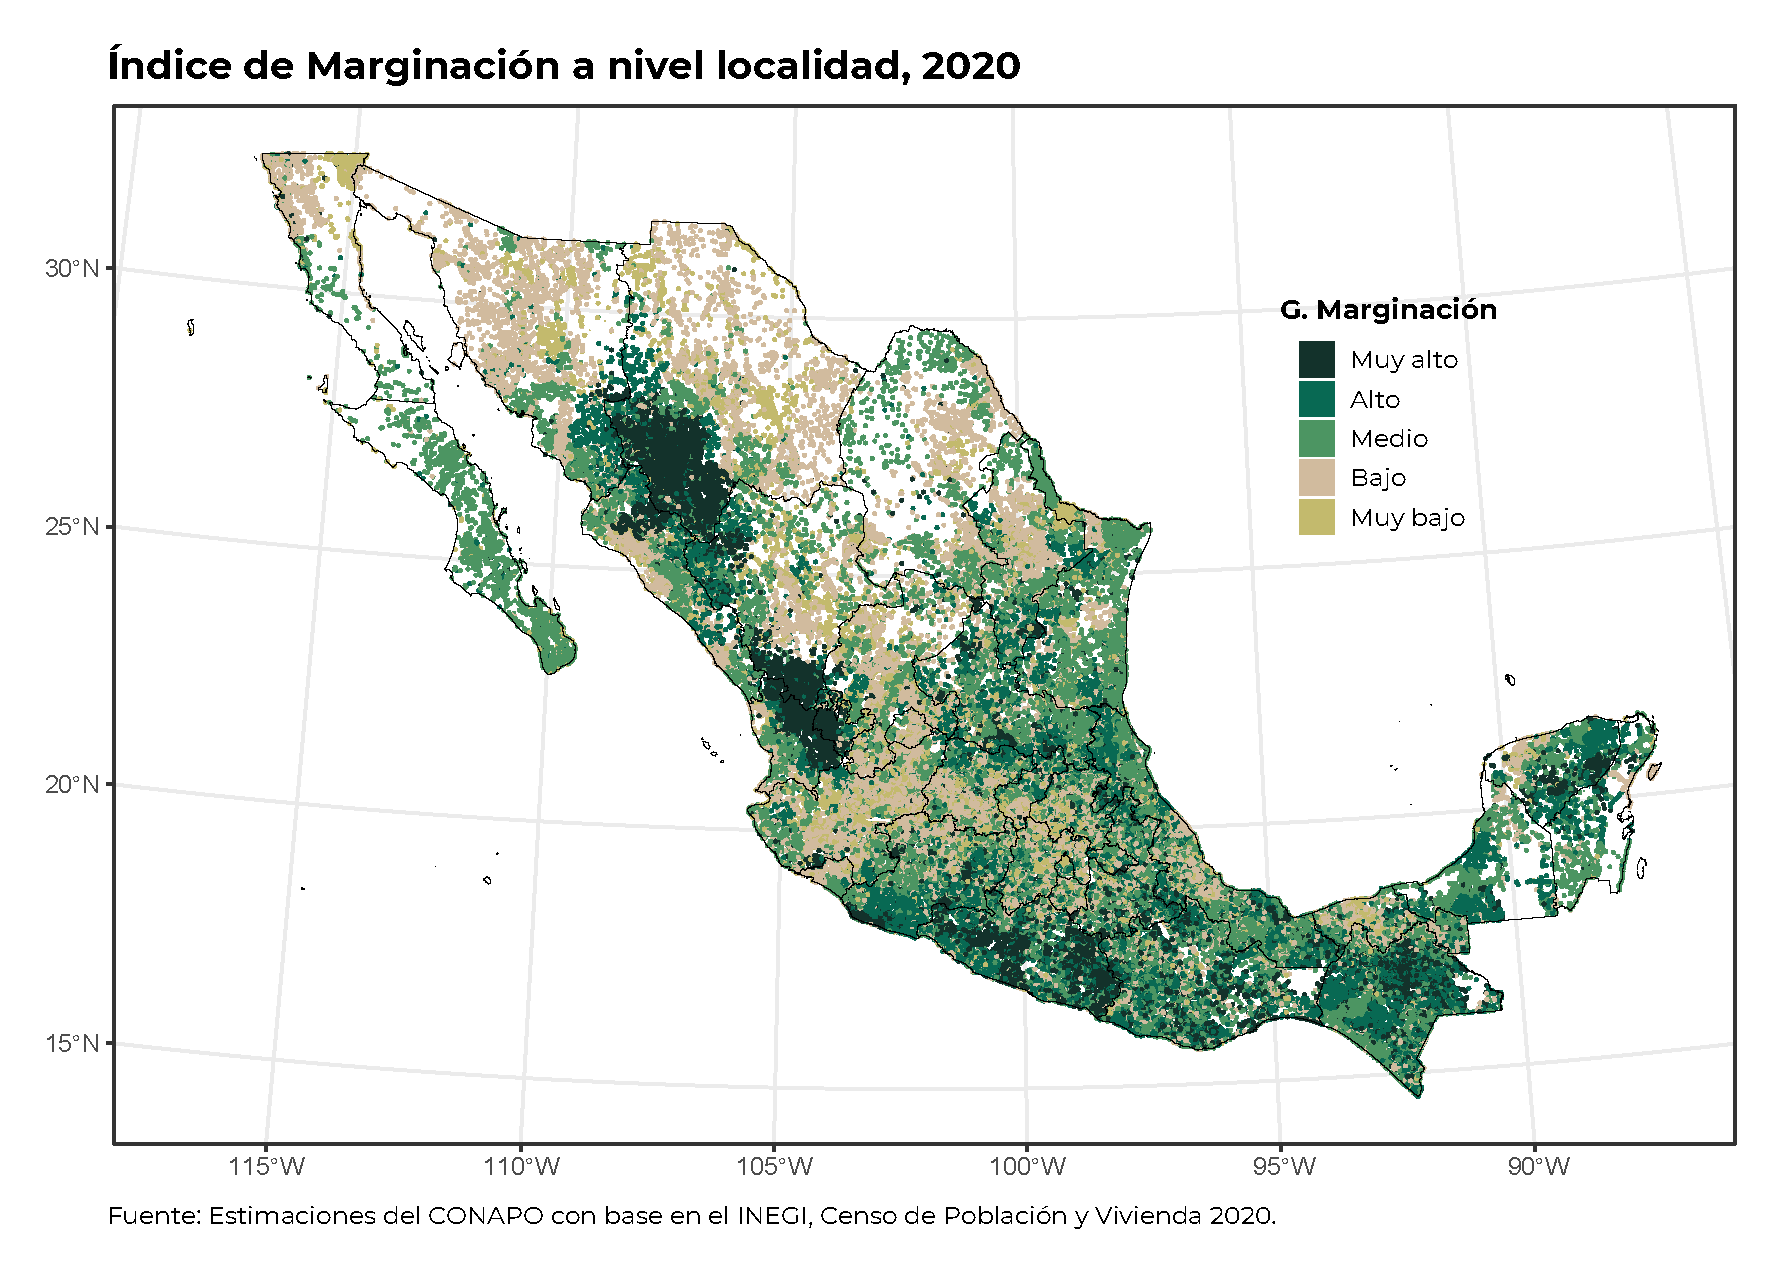 Índice de Marginación a nivel localidad, 2020
30°N
25°N
20°N
15°N
G. Marginación
Muy alto
Alto
Medio
Bajo
Muy bajo
115°W
110°W
105°W
100°W
95°W
90°W
Fuente: Estimaciones del CONAPO con base en el INEGI, Censo de Población y Vivienda 2020.